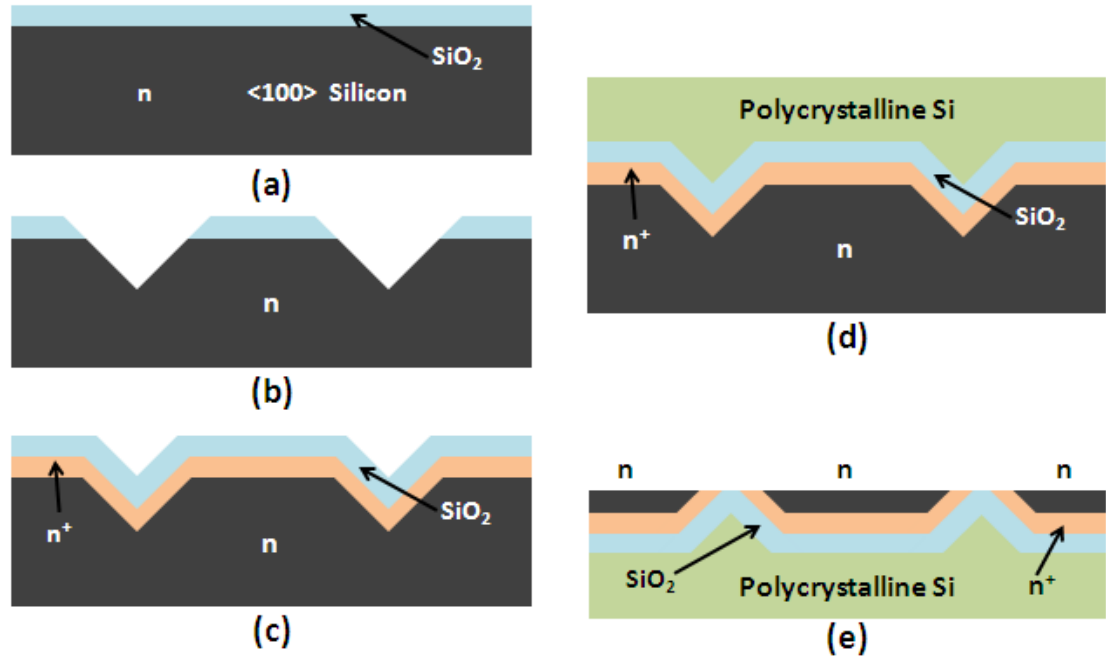 SiO₂
n <100> Silicon
(a)
n
(b)
n⁺
SiO₂
n
(c)
Polycrystalline Si
n⁺
SiO₂
n
(d)
n n n
SiO₂
Polycrystalline Si
n⁺
(e)